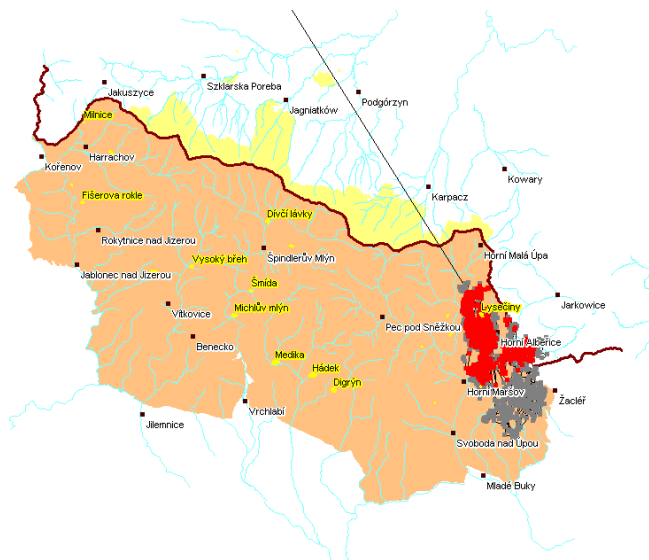 Jakuszyce
Szklarska Poreba
Jagniatków
Podgórzyn
Milnice
Harrachov
Kořenov
Kowary
Karpacz
Fišerova rokle
Dívčí lávky
Rokytnice nad Jizerou
Horní Malá Úpa
Špindlerův Mlýn
Vysoký břeh
Jablonec nad Jizerou
Šmída
Jarkowice
Vítkovice
Michlův mlýn
Lysečiny
Pec pod Sněžkou
Benecko
Horní Albeřice
Medika
Hádek
Digrýn
Horní Maršov
Žacléř
Vrchlabí
Jilemnice
Svoboda nad Úpou
Mladé Buky